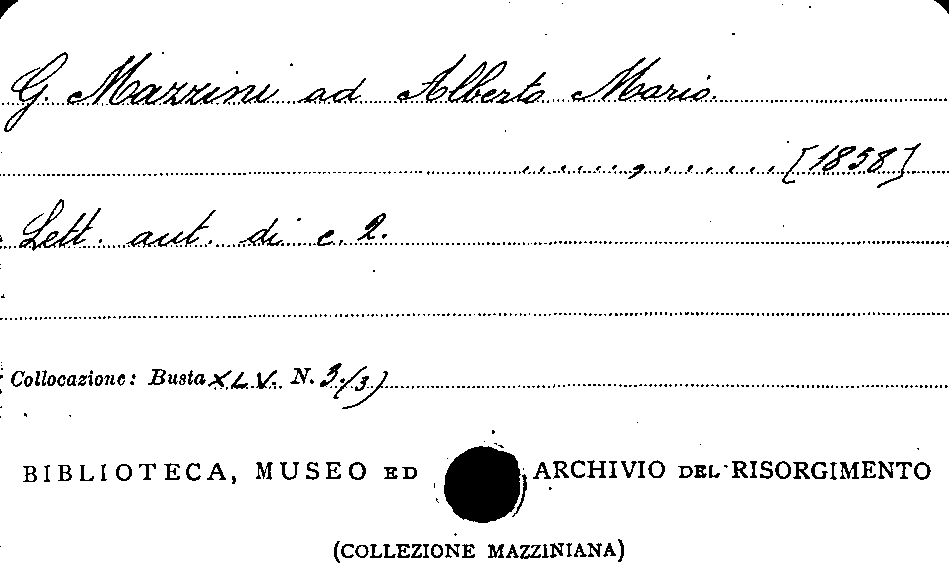 G. Mazzini ad Alberto Mario.
......, ...... [1858]
Lett. aut. di c. 2.
Collocazione: Busta XLV. N. 3./3)
BIBLIOTECA, MUSEO ED ARCHIVIO DEL RISORGIMENTO
(COLLEZIONE MAZZINIANA)